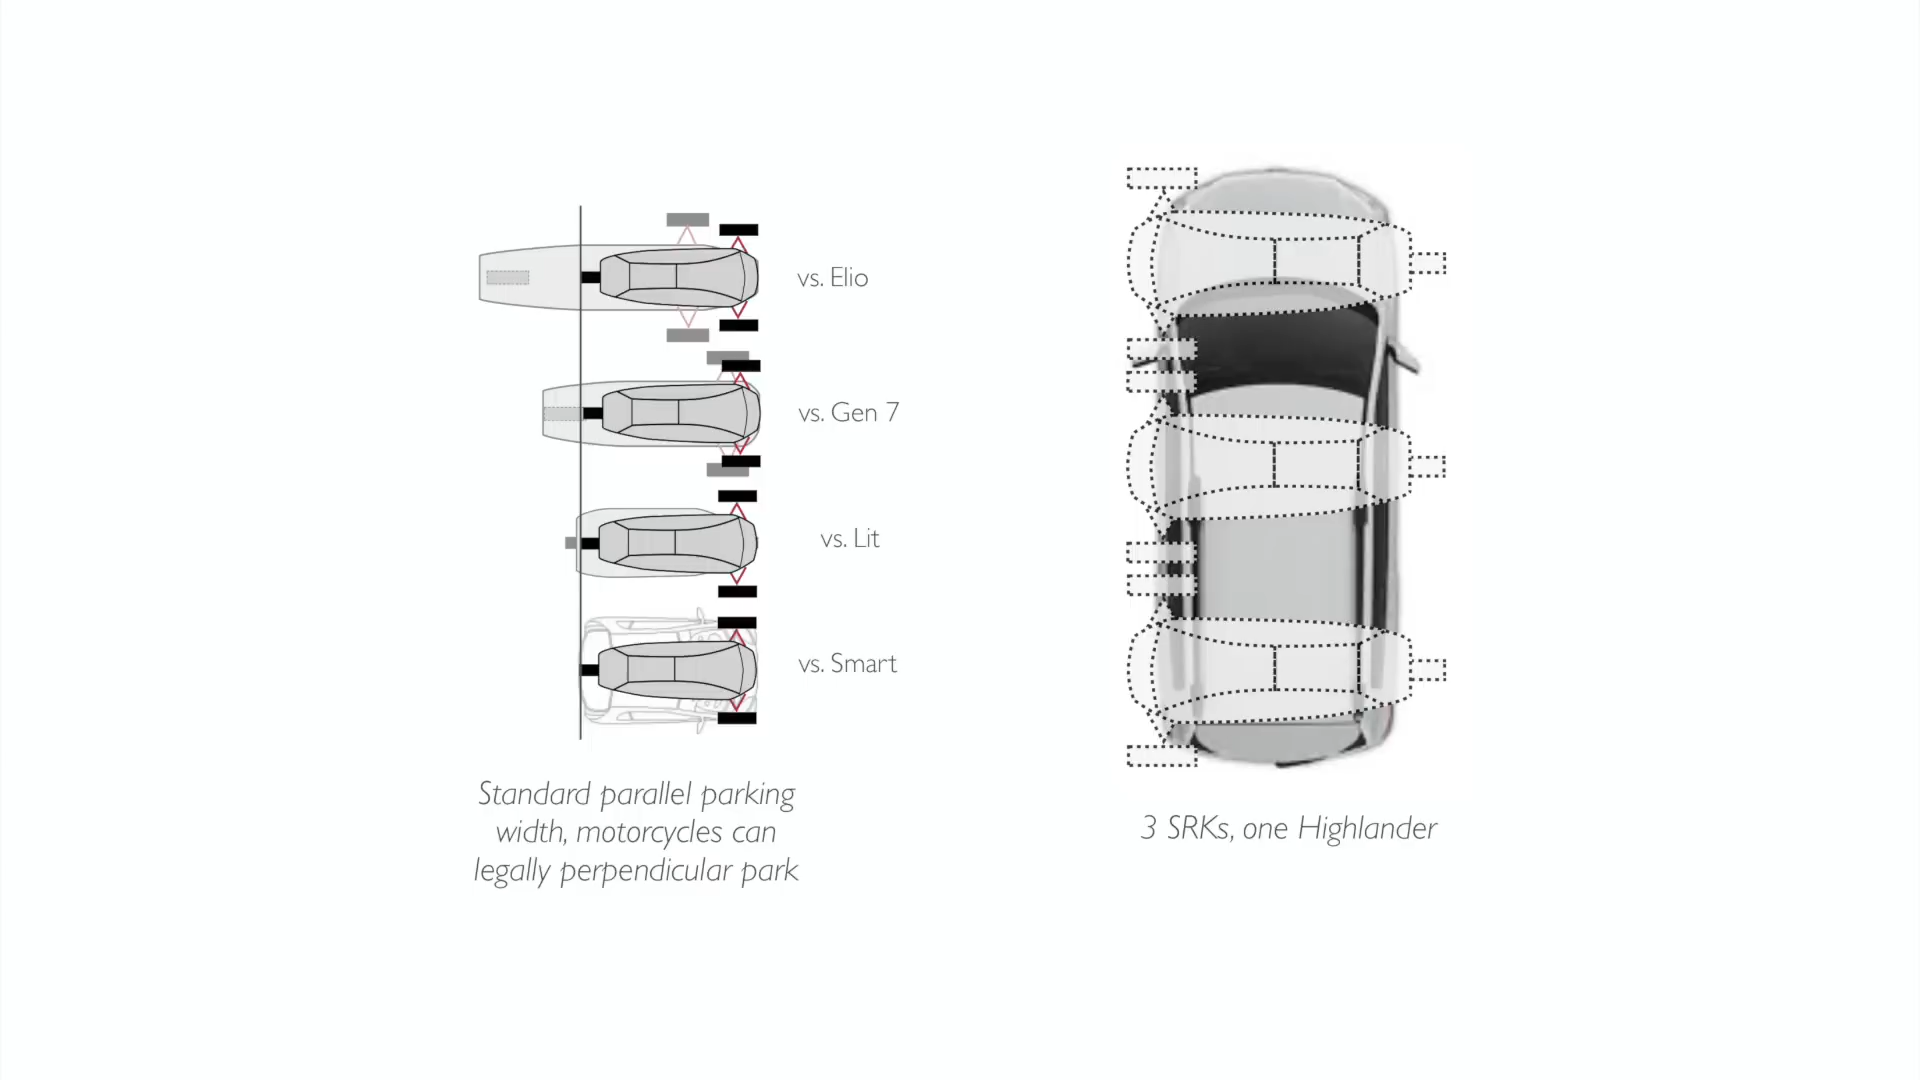 vs. Elio
vs. Gen 7
vs. Lit
vs. Smart
Standard parallel parking
width, motorcycles can
legally perpendicular park
3 SRKs, one Highlander